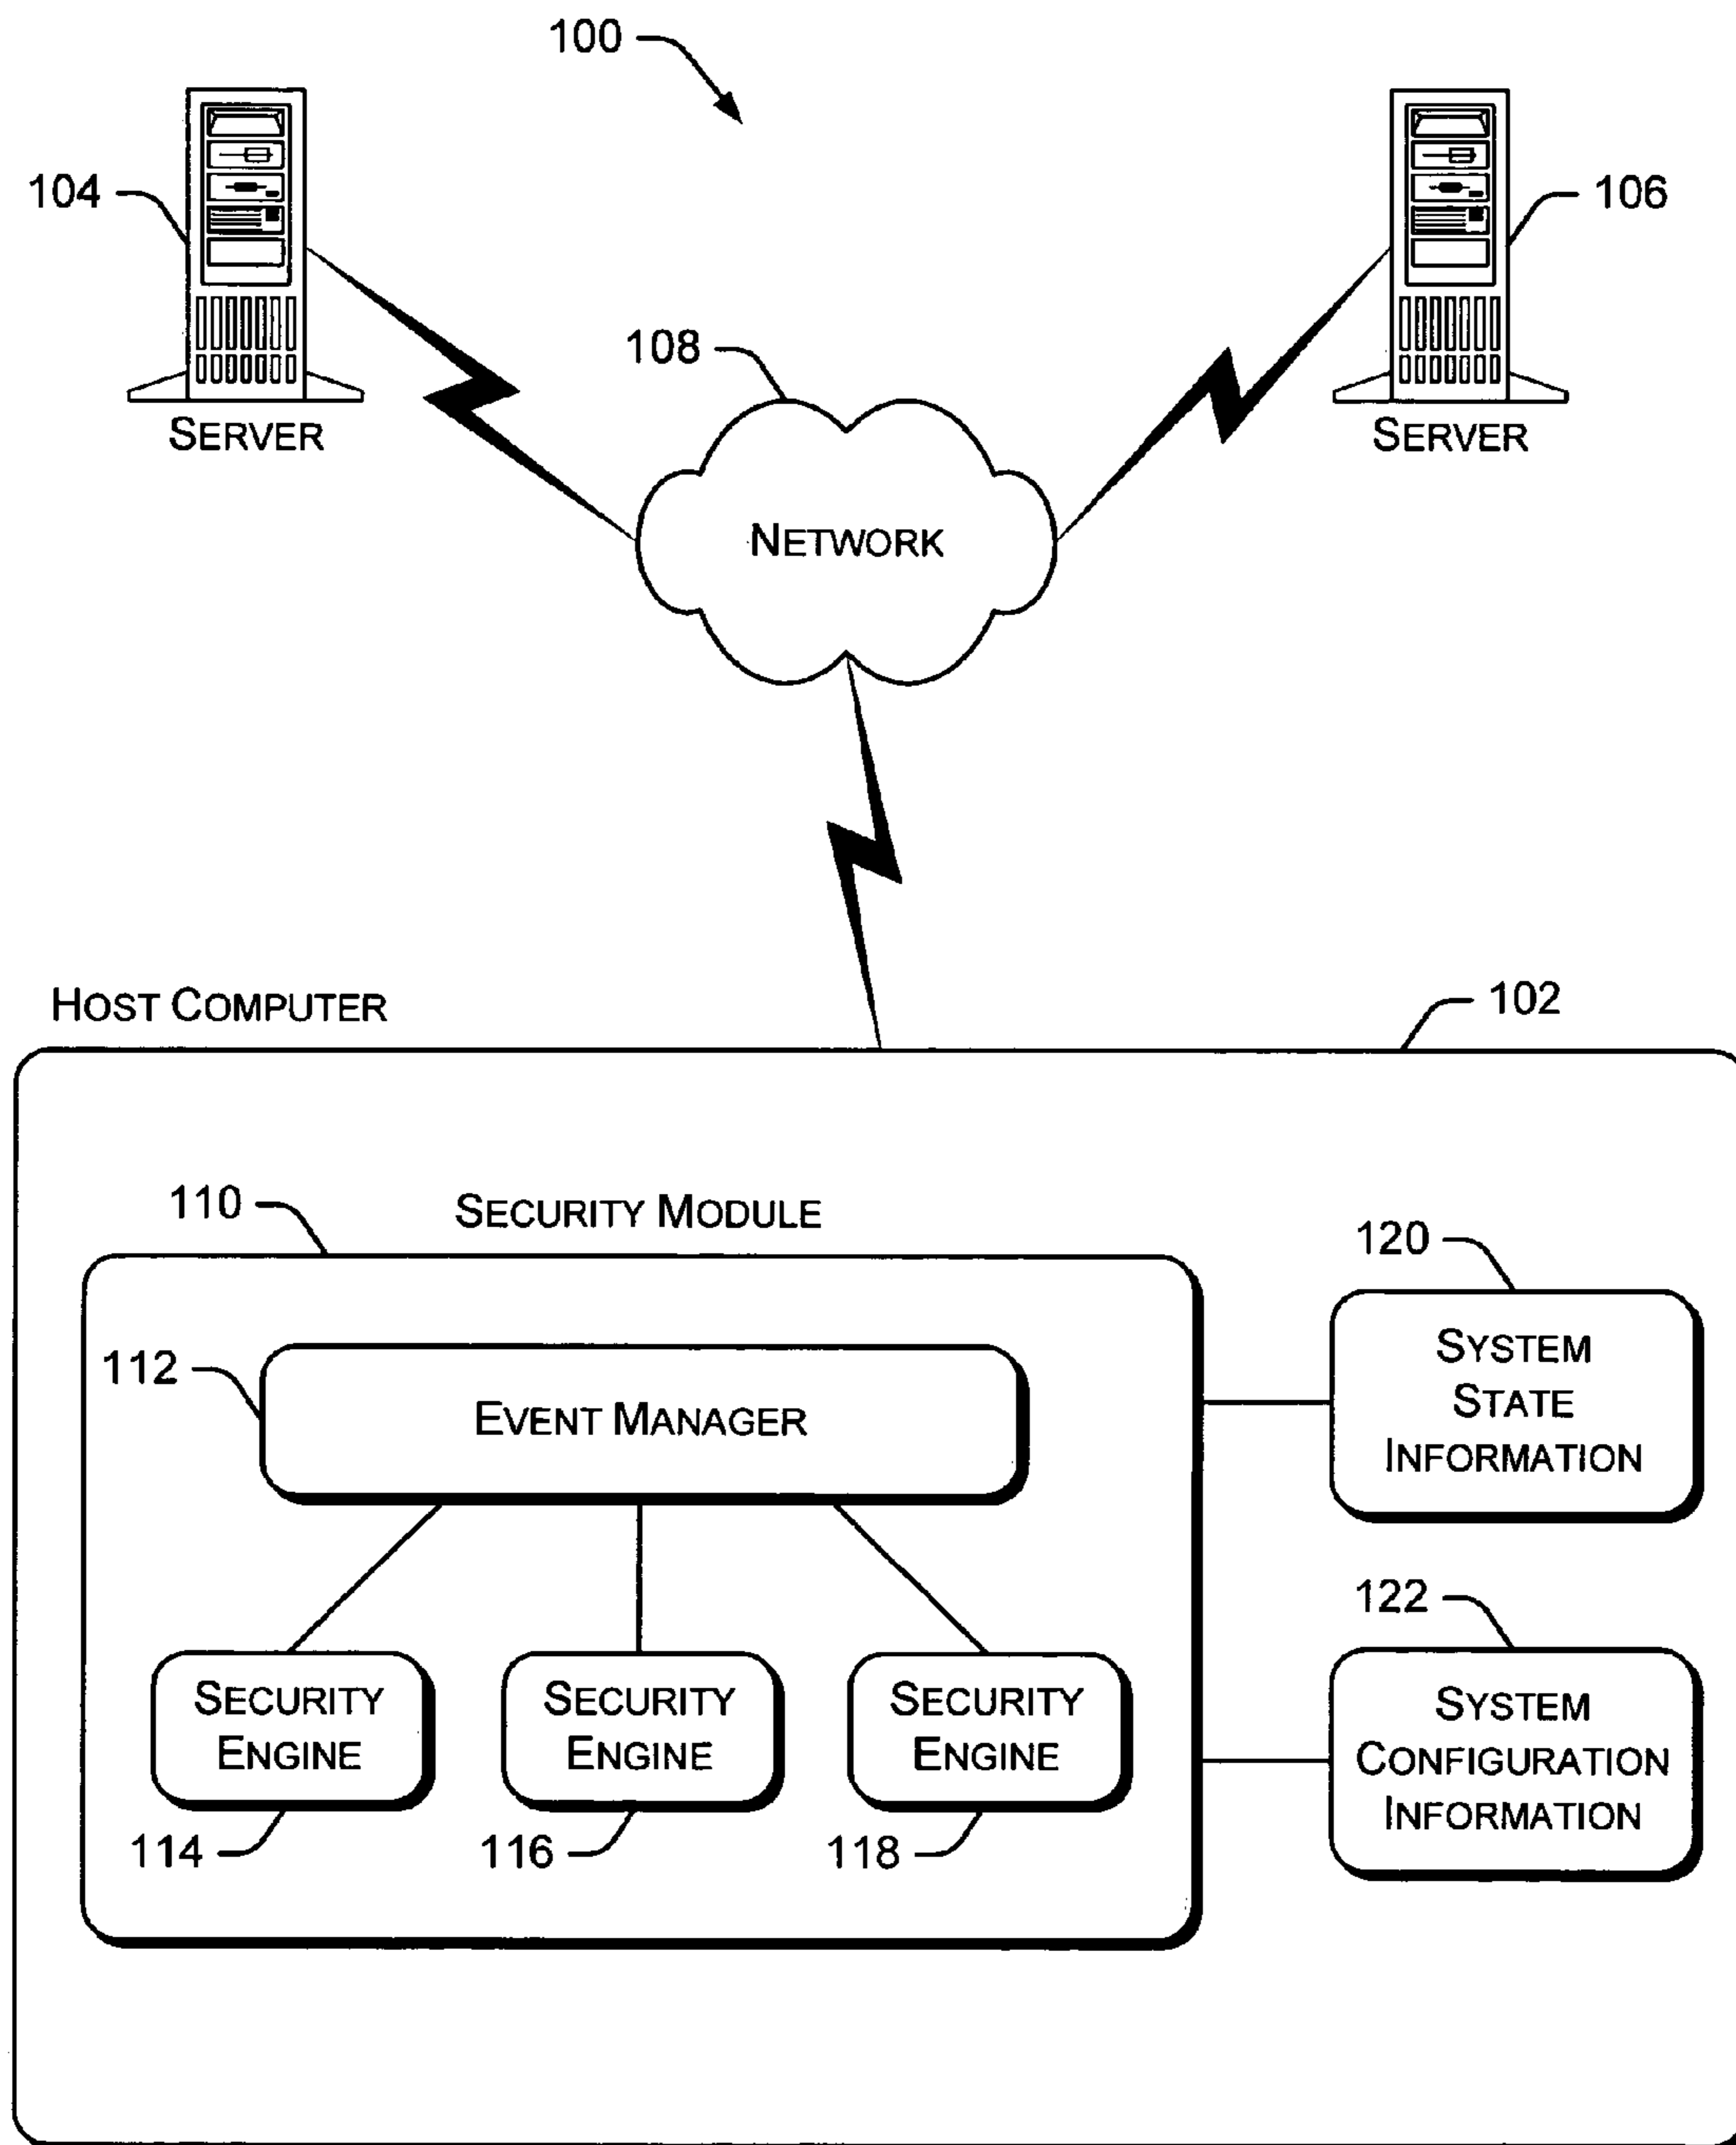 100
104
106
SERVER
108
SERVER
NETWORK
HOST COMPUTER
102
110
SECURITY MODULE
120
SYSTEM
STATE
INFORMATION
112
EVENT MANAGER
122
SECURITY
ENGINE
SECURITY
ENGINE
SECURITY
ENGINE
SYSTEM
CONFIGURATION
INFORMATION
114
116
118